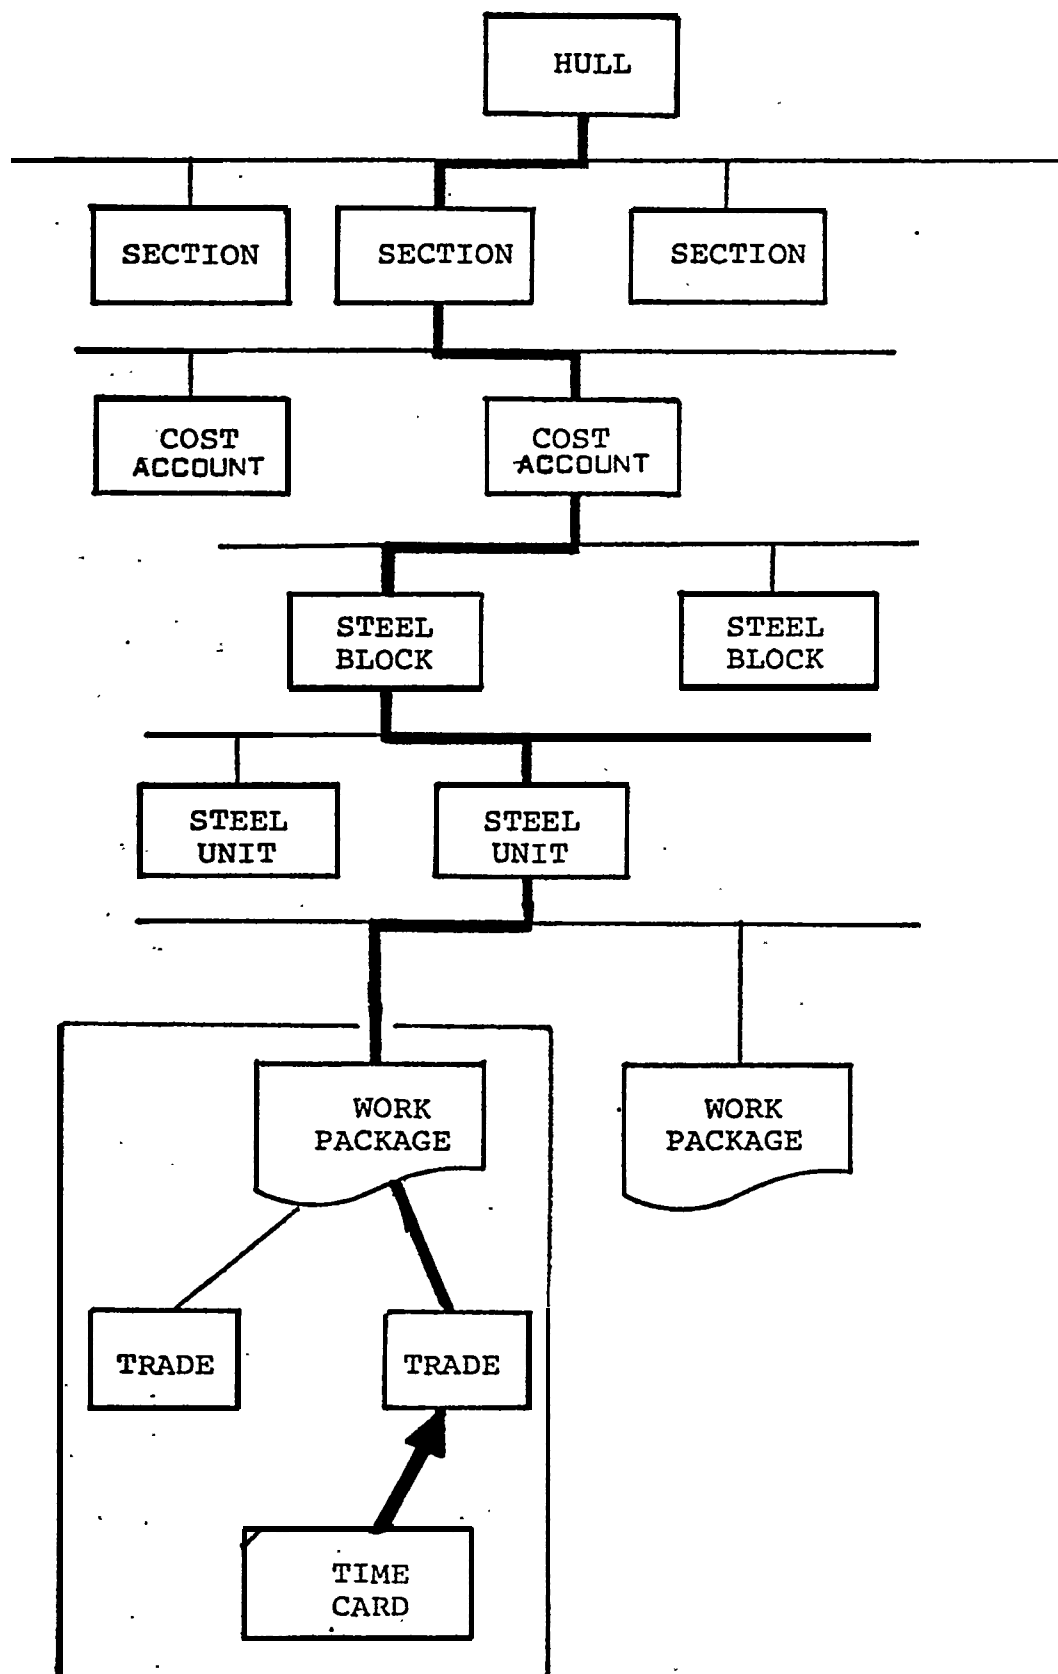 HULL
SECTION
SECTION
SECTION
COST
ACCOUNT
COST
ACCOUNT
STEEL
BLOCK
STEEL
BLOCK
STEEL
UNIT
STEEL
UNIT
WORK
PACKAGE
WORK
PACKAGE
TRADE
TRADE
TIME
CARD